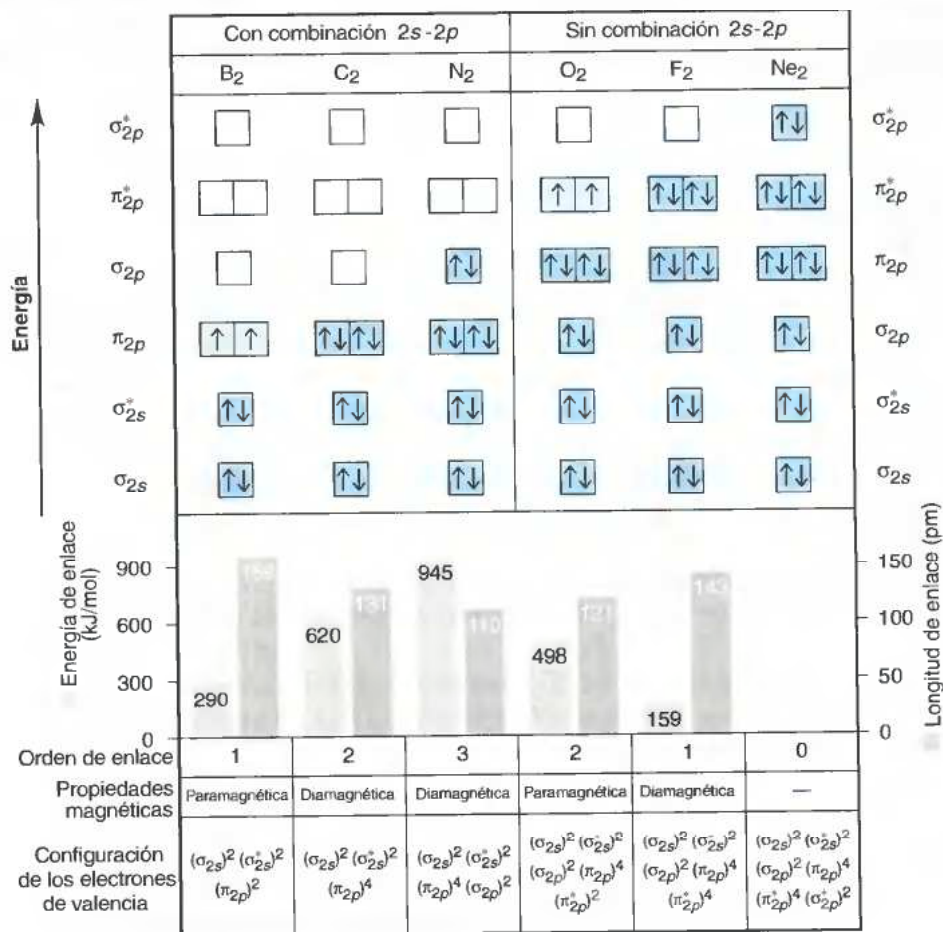 Con combinación 2s-2p Sin combinación 2s-2p
B₂ C₂ N₂ O₂ F₂ Ne₂
Energía
σ*₂p σ*₂p
π*₂p ↑ ↑ ↑↓ ↑↓ ↑↓ ↑↓ π*₂p
↑↓
σ₂p ↑↓ ↑↓ ↑↓ ↑↓ ↑↓ ↑↓ ↑↓ π₂p
π₂p ↑ ↑ ↑↓ ↑↓ ↑↓ ↑↓ ↑↓ ↑↓ ↑↓ σ₂p
σ*₂s ↑↓ ↑↓ ↑↓ ↑↓ ↑↓ ↑↓ σ*₂s
σ₂s ↑↓ ↑↓ ↑↓ ↑↓ ↑↓ ↑↓ σ₂s
Energía de enlace
(kJ/mol)
900
600
300
0
290 159
620 131
945 110
498 121
159 143
150
100
50
0
Longitud de enlace (pm)
Orden de enlace 1 2 3 2 1 0
Propiedades
magnéticas
Paramagnética Diamagnética Diamagnética Paramagnética Diamagnética —
Configuración
de los electrones
de valencia
(σ₂s)² (σ*₂s)²
(π₂p)²
(σ₂s)² (σ*₂s)²
(π₂p)⁴
(σ₂s)² (σ*₂s)²
(π₂p)⁴ (σ₂p)²
(σ₂s)² (σ*₂s)²
(σ₂p)² (π₂p)⁴
(π*₂p)²
(σ₂s)² (σ*₂s)²
(σ₂p)² (π₂p)⁴
(π*₂p)⁴
(σ₂s)² (σ*₂s)²
(σ₂p)² (π₂p)⁴
(π*₂p)⁴ (σ*₂p)²